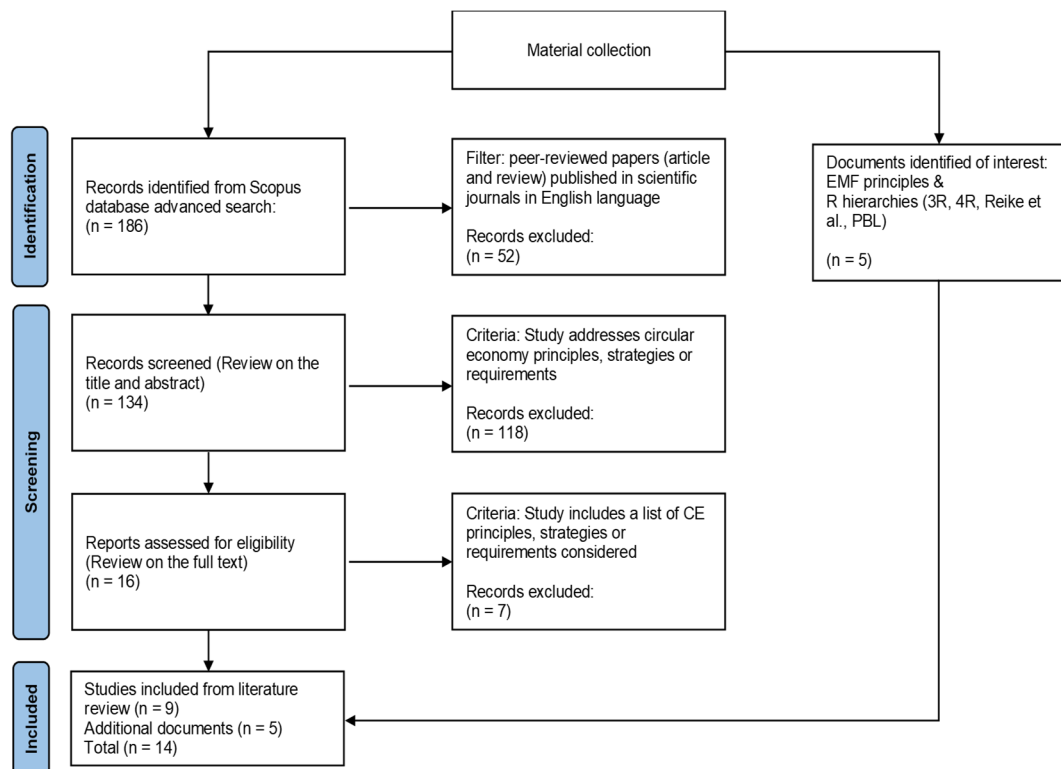 Material collection
Identification
Records identified from Scopus
database advanced search:
(n = 186)
Filter: peer-reviewed papers (article
and review) published in scientific
journals in English language
Records excluded:
(n = 52)
Documents identified of interest:
EMF principles &
R hierarchies (3R, 4R, Reike et
al., PBL)
(n = 5)
Screening
Records screened (Review on the
title and abstract)
(n = 134)
Criteria: Study addresses circular
economy principles, strategies or
requirements
Records excluded:
(n = 118)
Reports assessed for eligibility
(Review on the full text)
(n = 16)
Criteria: Study includes a list of CE
principles, strategies or
requirements considered
Records excluded:
(n = 7)
Included
Studies included from literature
review (n = 9)
Additional documents (n = 5)
Total (n = 14)